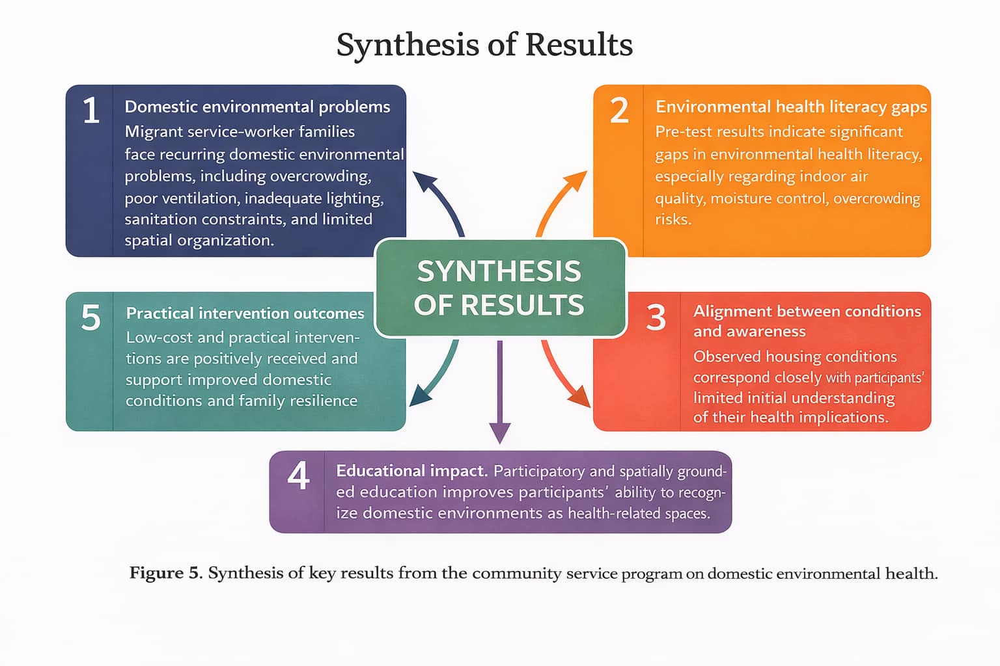 Synthesis of Results
1
Domestic environmental problems
Migrant service-worker families
face recurring domestic environmental
problems, including overcrowding,
poor ventilation, inadequate lighting,
sanitation constraints, and limited
spatial organization.
2
Environmental health literacy gaps
Pre-test results indicate significant
gaps in environmental health literacy,
especially regarding indoor air
quality, moisture control, overcrowding
risks.
SYNTHESIS
OF RESULTS
3
Alignment between conditions
and awareness
Observed housing conditions
correspond closely with participants’
limited initial understanding
of their health implications.
4
Educational impact. Participatory and spatially ground-
ed education improves participants’ ability to recogn-
ize domestic environments as health-related spaces.
5
Practical intervention outcomes
Low-cost and practical interven-
tions are positively received and
support improved domestic
conditions and family resilience
Figure 5. Synthesis of key results from the community service program on domestic environmental health.